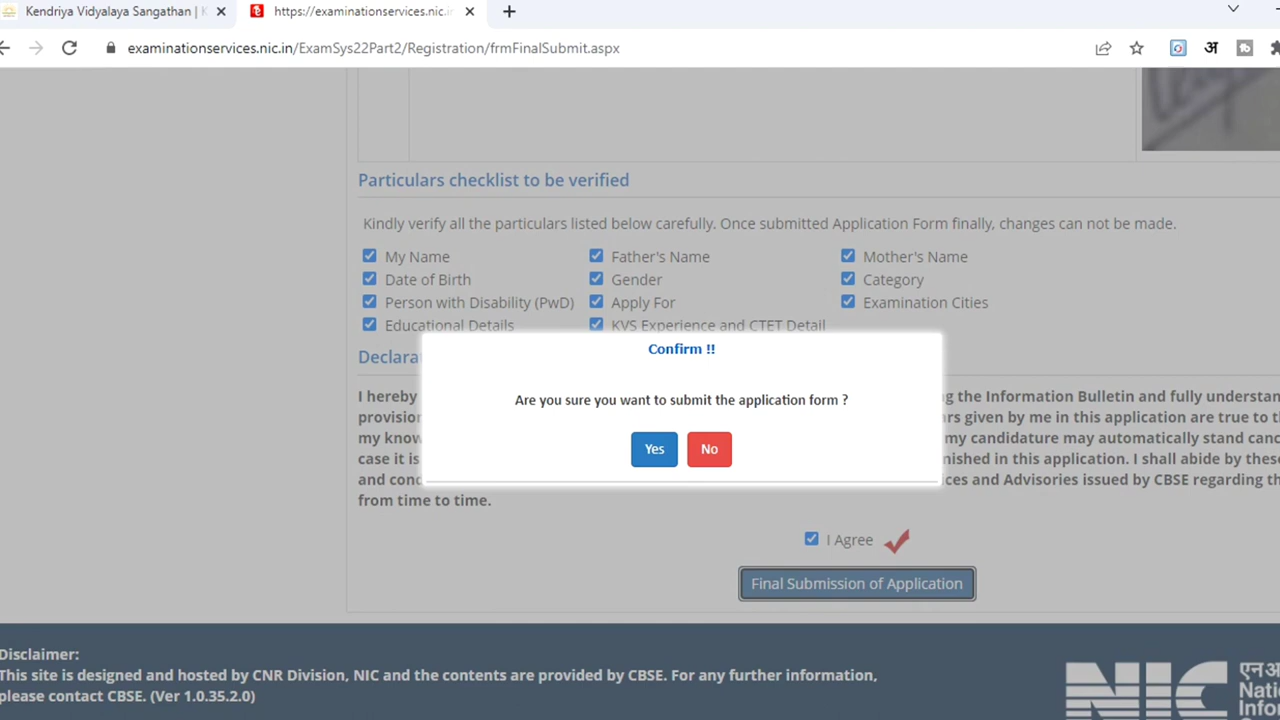 Kendriya Vidyalaya Sangathan |
https://examinationservices.nic.in
examinationservices.nic.in/ExamSys22Part2/Registration/frmFinalSubmit.aspx
अ
Particulars checklist to be verified
Kindly verify all the particulars listed below carefully. Once submitted Application Form finally, changes can not be made.
My Name Father's Name Mother's Name
Date of Birth Gender Category
Person with Disability (PwD) Apply For Examination Cities
Educational Details KVS Experience and CTET Detail
Confirm !!
Declarat
Are you sure you want to submit the application form ?
I hereby g the Information Bulletin and fully understan
provision rs given by me in this application are true to t
my know my candidature may automatically stand canc
Yes No
case it is nished in this application. I shall abide by these
and cond ces and Advisories issued by CBSE regarding th
from time to time.
I Agree
Final Submission of Application
Disclaimer:
This site is designed and hosted by CNR Division, NIC and the contents are provided by CBSE. For any further information,
please contact CBSE. (Ver 1.0.35.2.0)
NIC
एन
Nati
Infor